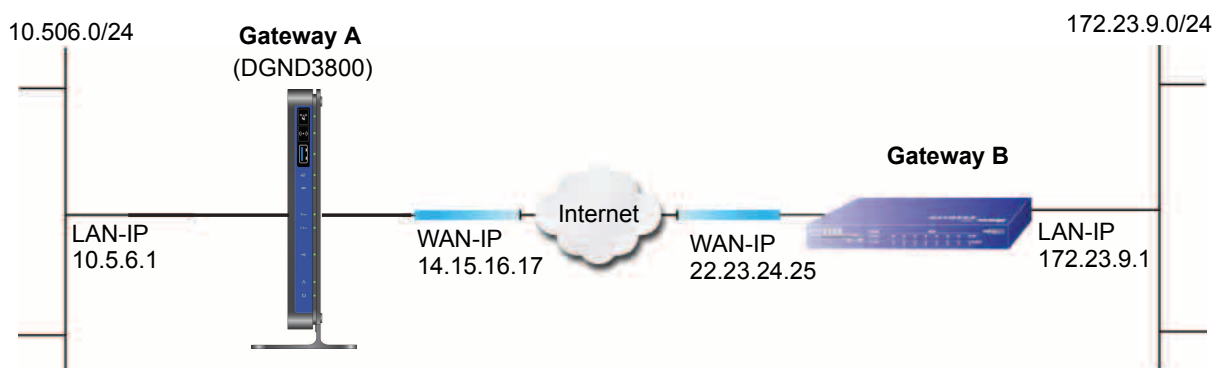 10.506.0/24
Gateway A
(DGND3800)
172.23.9.0/24
Gateway B
Internet
LAN-IP
10.5.6.1
WAN-IP
14.15.16.17
WAN-IP
22.23.24.25
LAN-IP
172.23.9.1